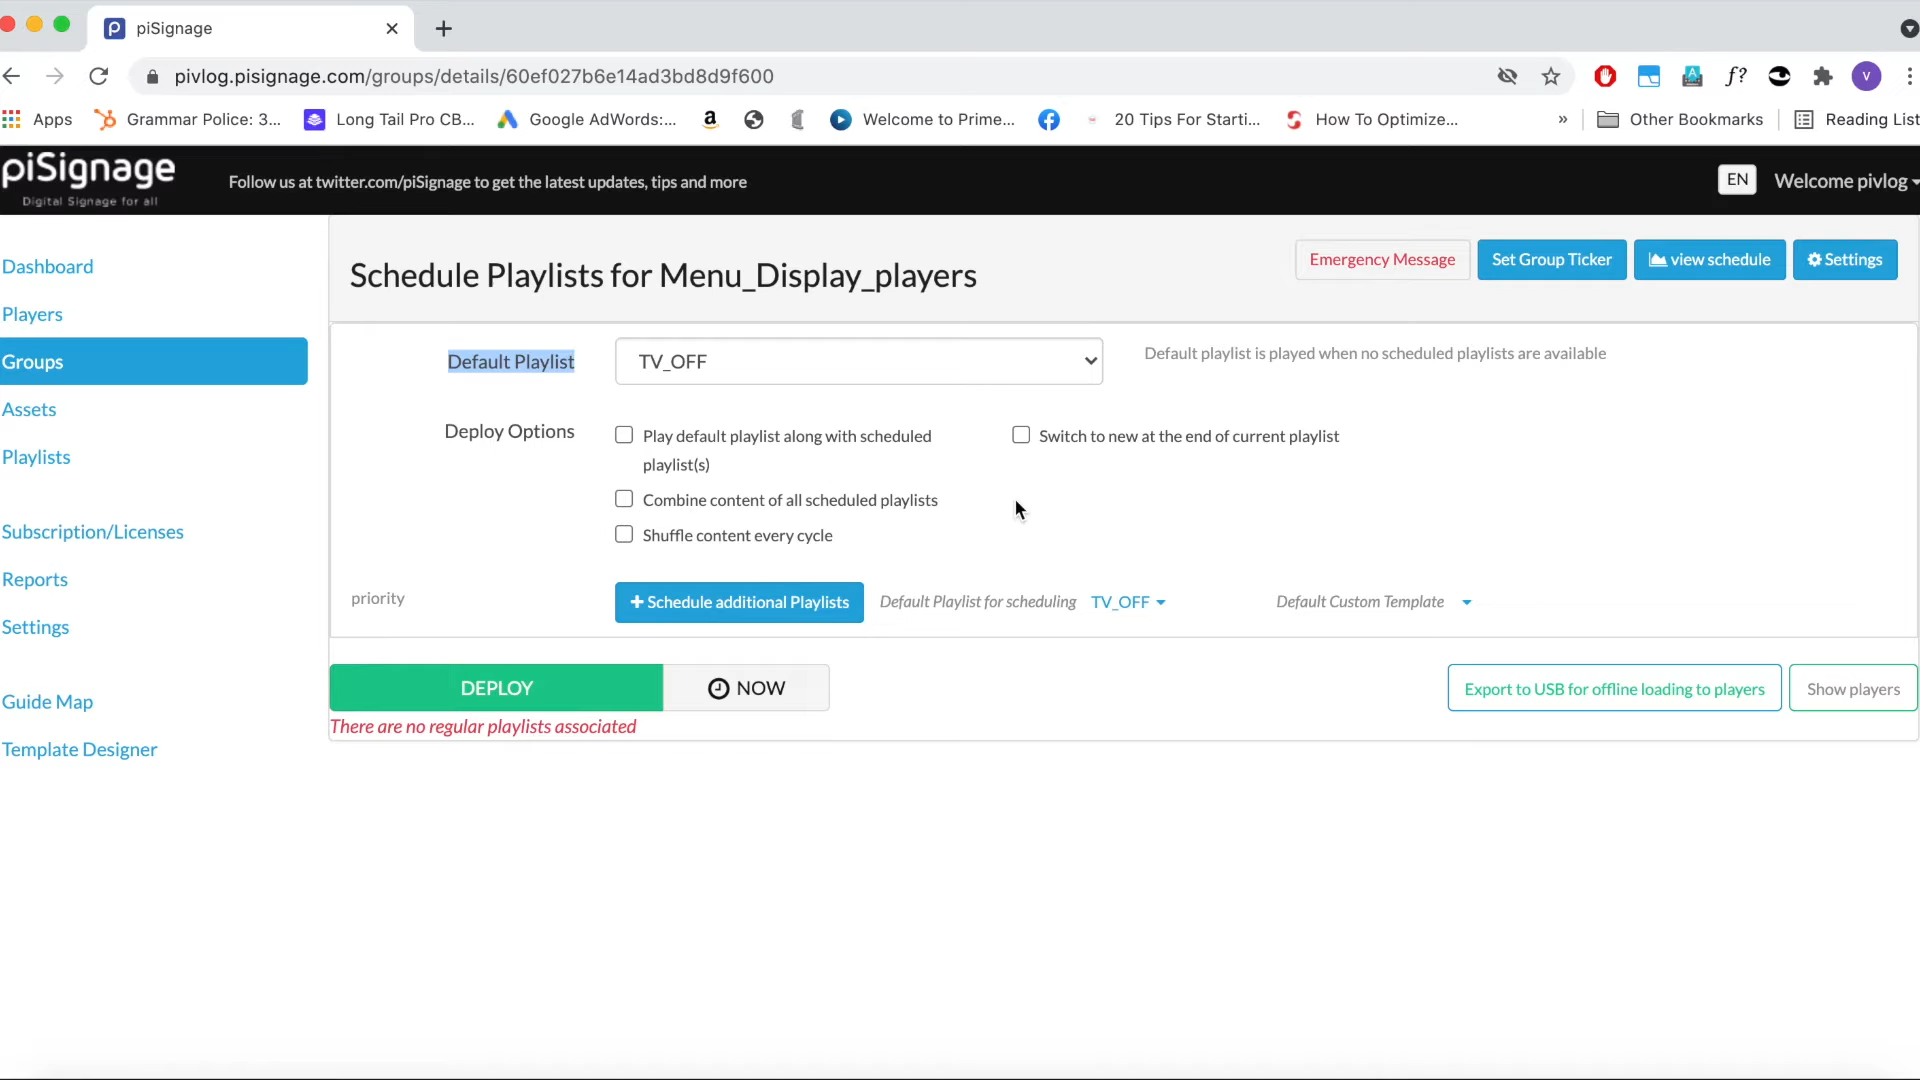 piSignage
pivlog.pisignage.com/groups/details/60ef027b6e14ad3bd8d9f600
f?
V
Apps
Grammar Police: 3...
Long Tail Pro CB...
Google AdWords:...
Welcome to Prime...
20 Tips For Starti...
How To Optimize...
»
Other Bookmarks
Reading List
piSignage
Digital Signage for all
Follow us at twitter.com/piSignage to get the latest updates, tips and more
EN
Welcome pivlog
Dashboard
Players
Groups
Assets
Playlists
Subscription/Licenses
Reports
Settings
Guide Map
Template Designer
Schedule Playlists for Menu_Display_players
Emergency Message
Set Group Ticker
view schedule
Settings
Default Playlist
TV_OFF
Default playlist is played when no scheduled playlists are available
Deploy Options
Play default playlist along with scheduled
playlist(s)
Switch to new at the end of current playlist
Combine content of all scheduled playlists
Shuffle content every cycle
priority
+ Schedule additional Playlists
Default Playlist for scheduling
TV_OFF
Default Custom Template
DEPLOY
NOW
Export to USB for offline loading to players
Show players
There are no regular playlists associated